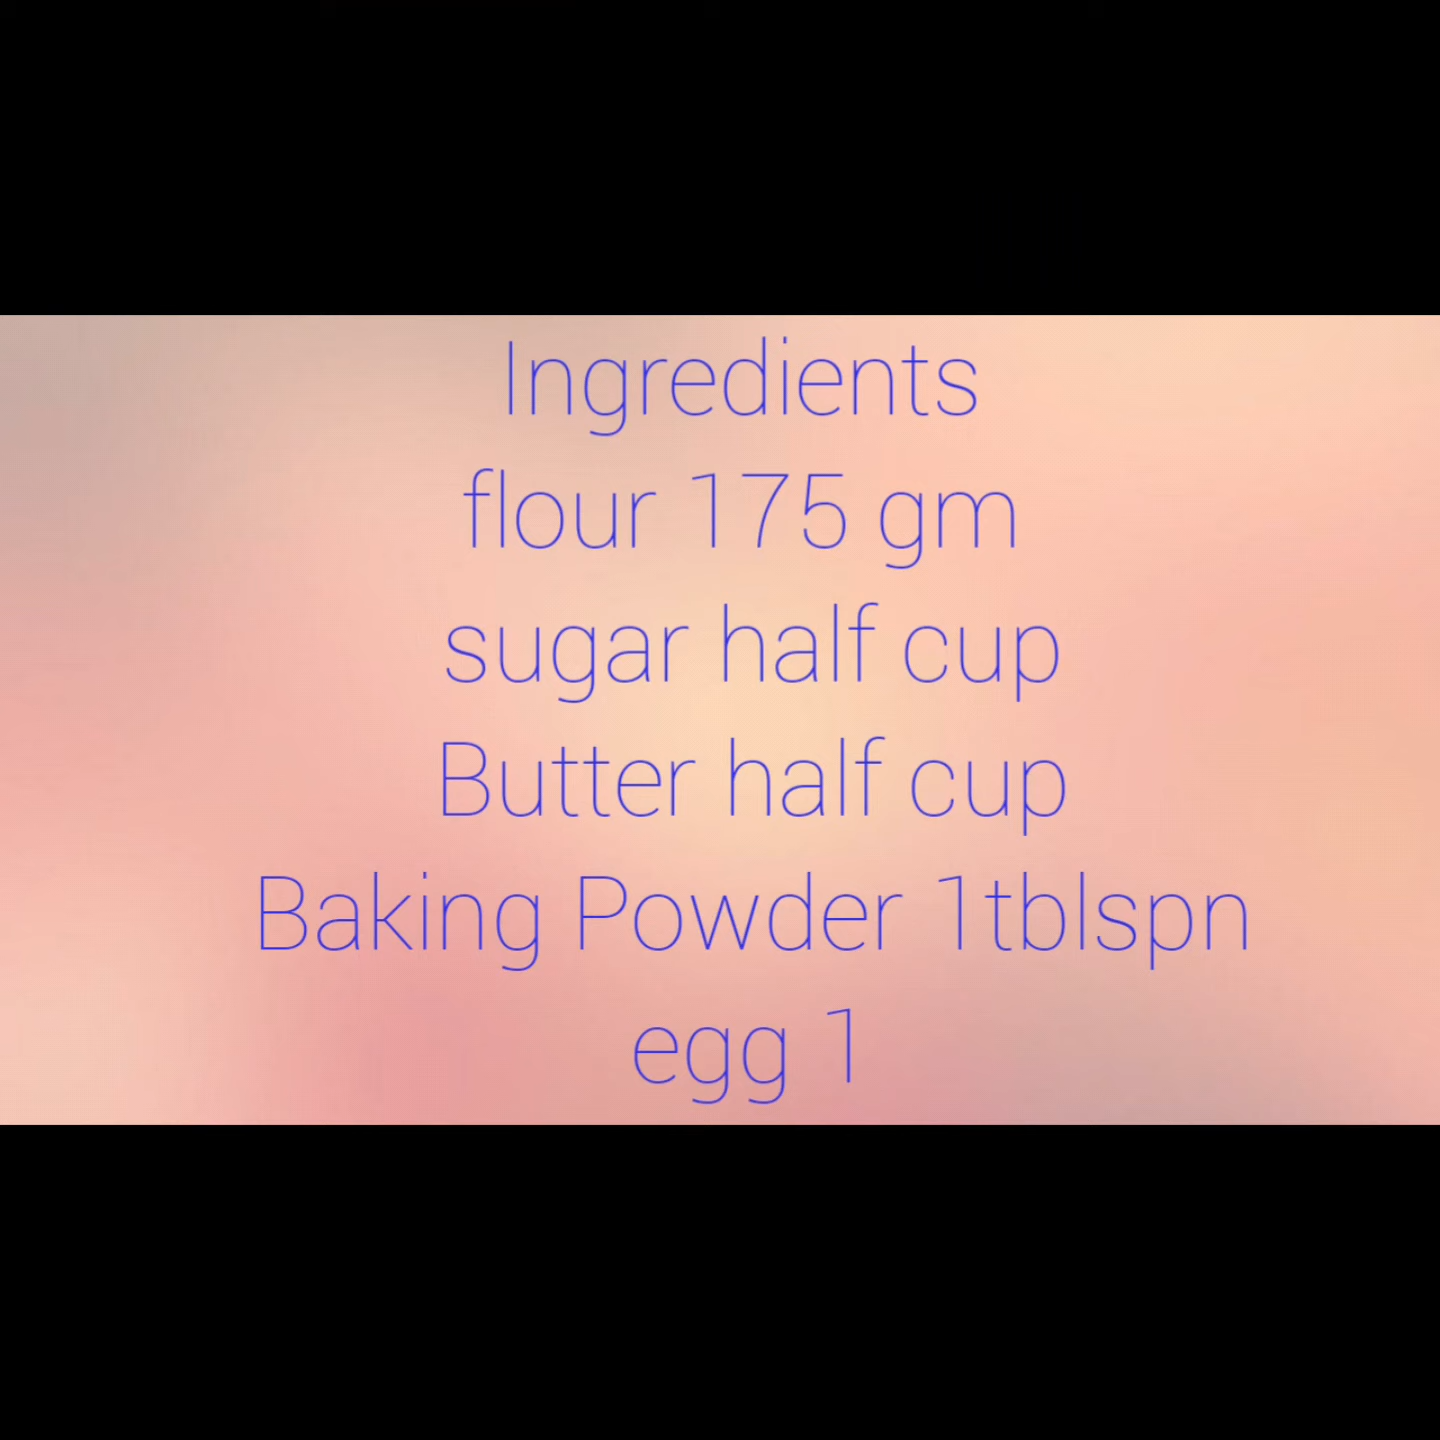 Ingredients
flour 175 gm
sugar half cup
Butter half cup
Baking Powder 1tblspn
egg 1